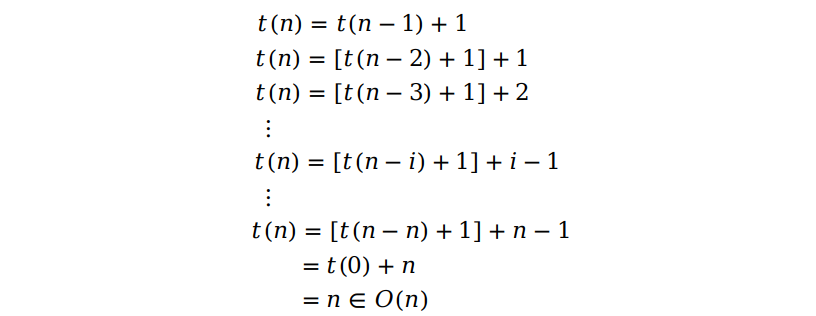 t(n) = t(n − 1) + 1
t(n) = [t(n − 2) + 1] + 1
t(n) = [t(n − 3) + 1] + 2
⋮
t(n) = [t(n − i) + 1] + i − 1
⋮
t(n) = [t(n − n) + 1] + n − 1
= t(0) + n
= n ∈ O(n)